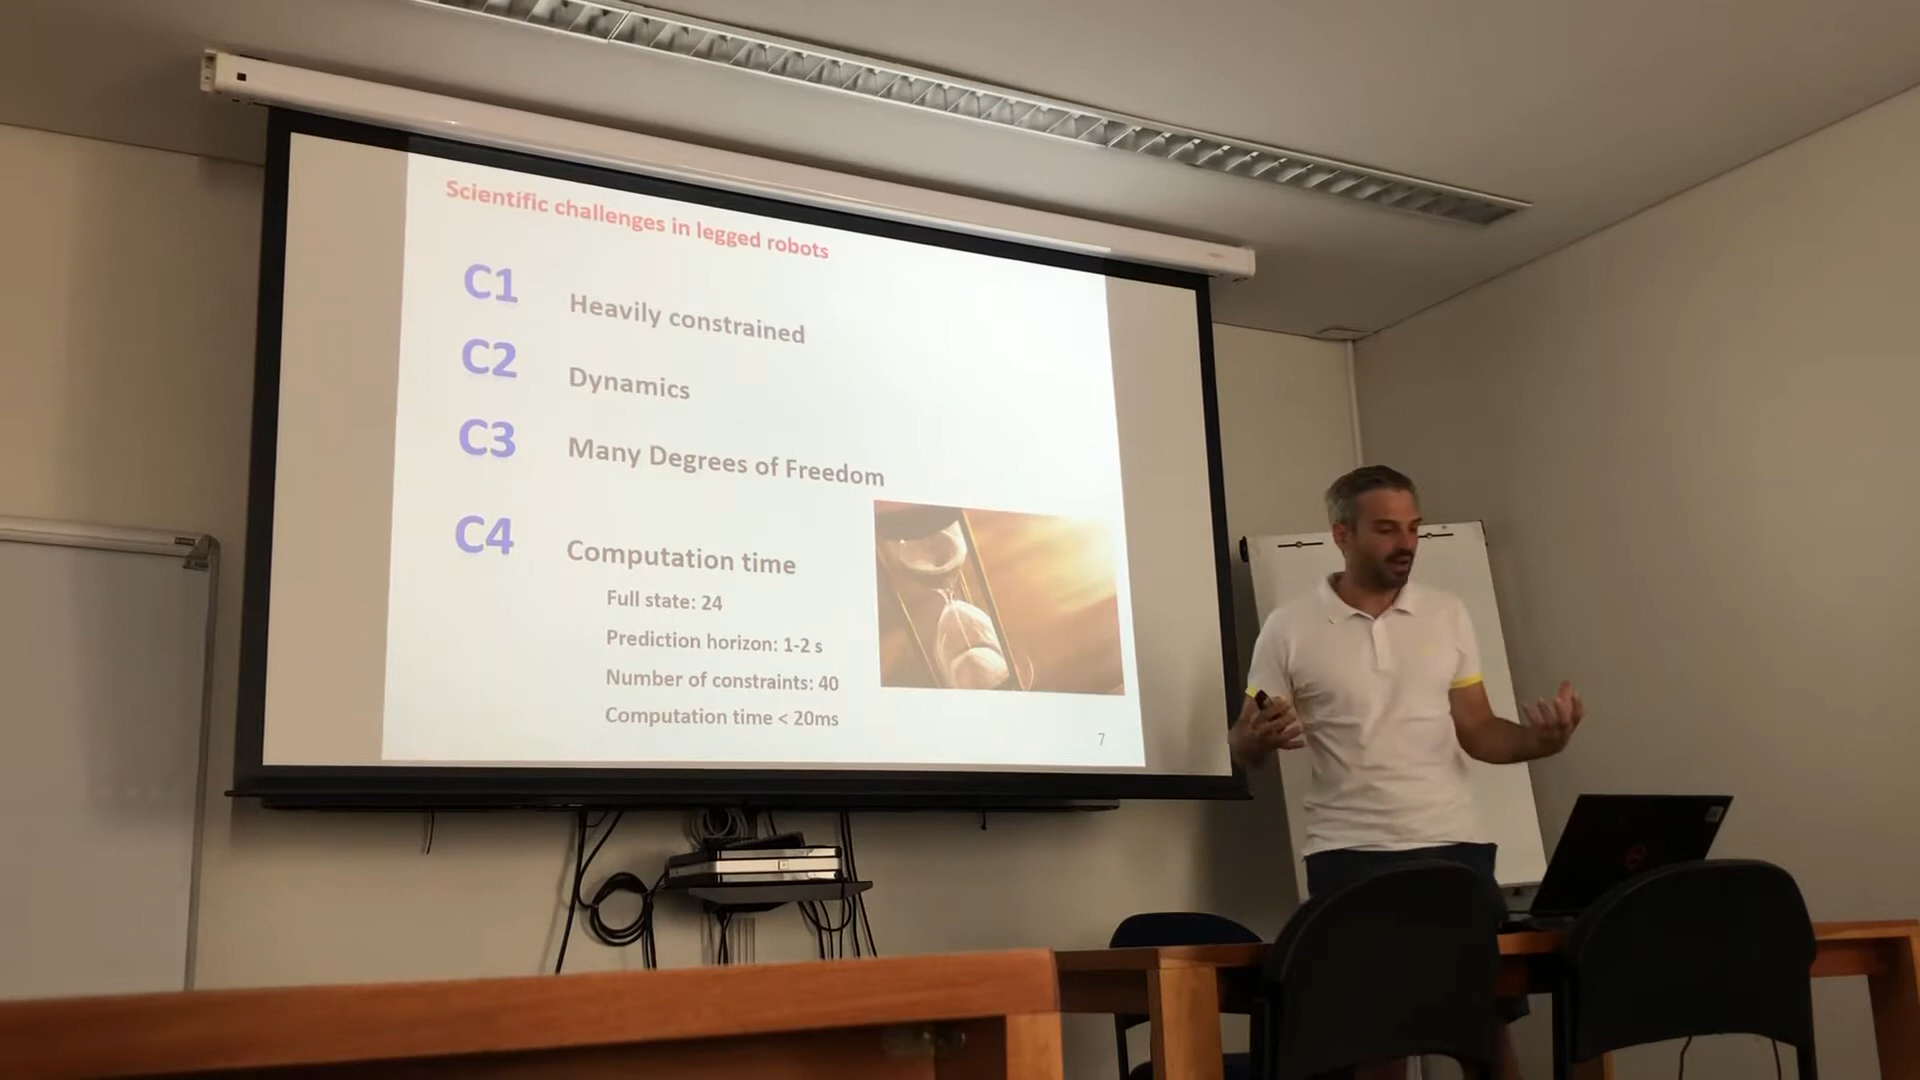 Scientific challenges in legged robots
C1 Heavily constrained
C2 Dynamics
C3 Many Degrees of Freedom
C4 Computation time
Full state: 24
Prediction horizon: 1-2 s
Number of constraints: 40
Computation time < 20ms
7